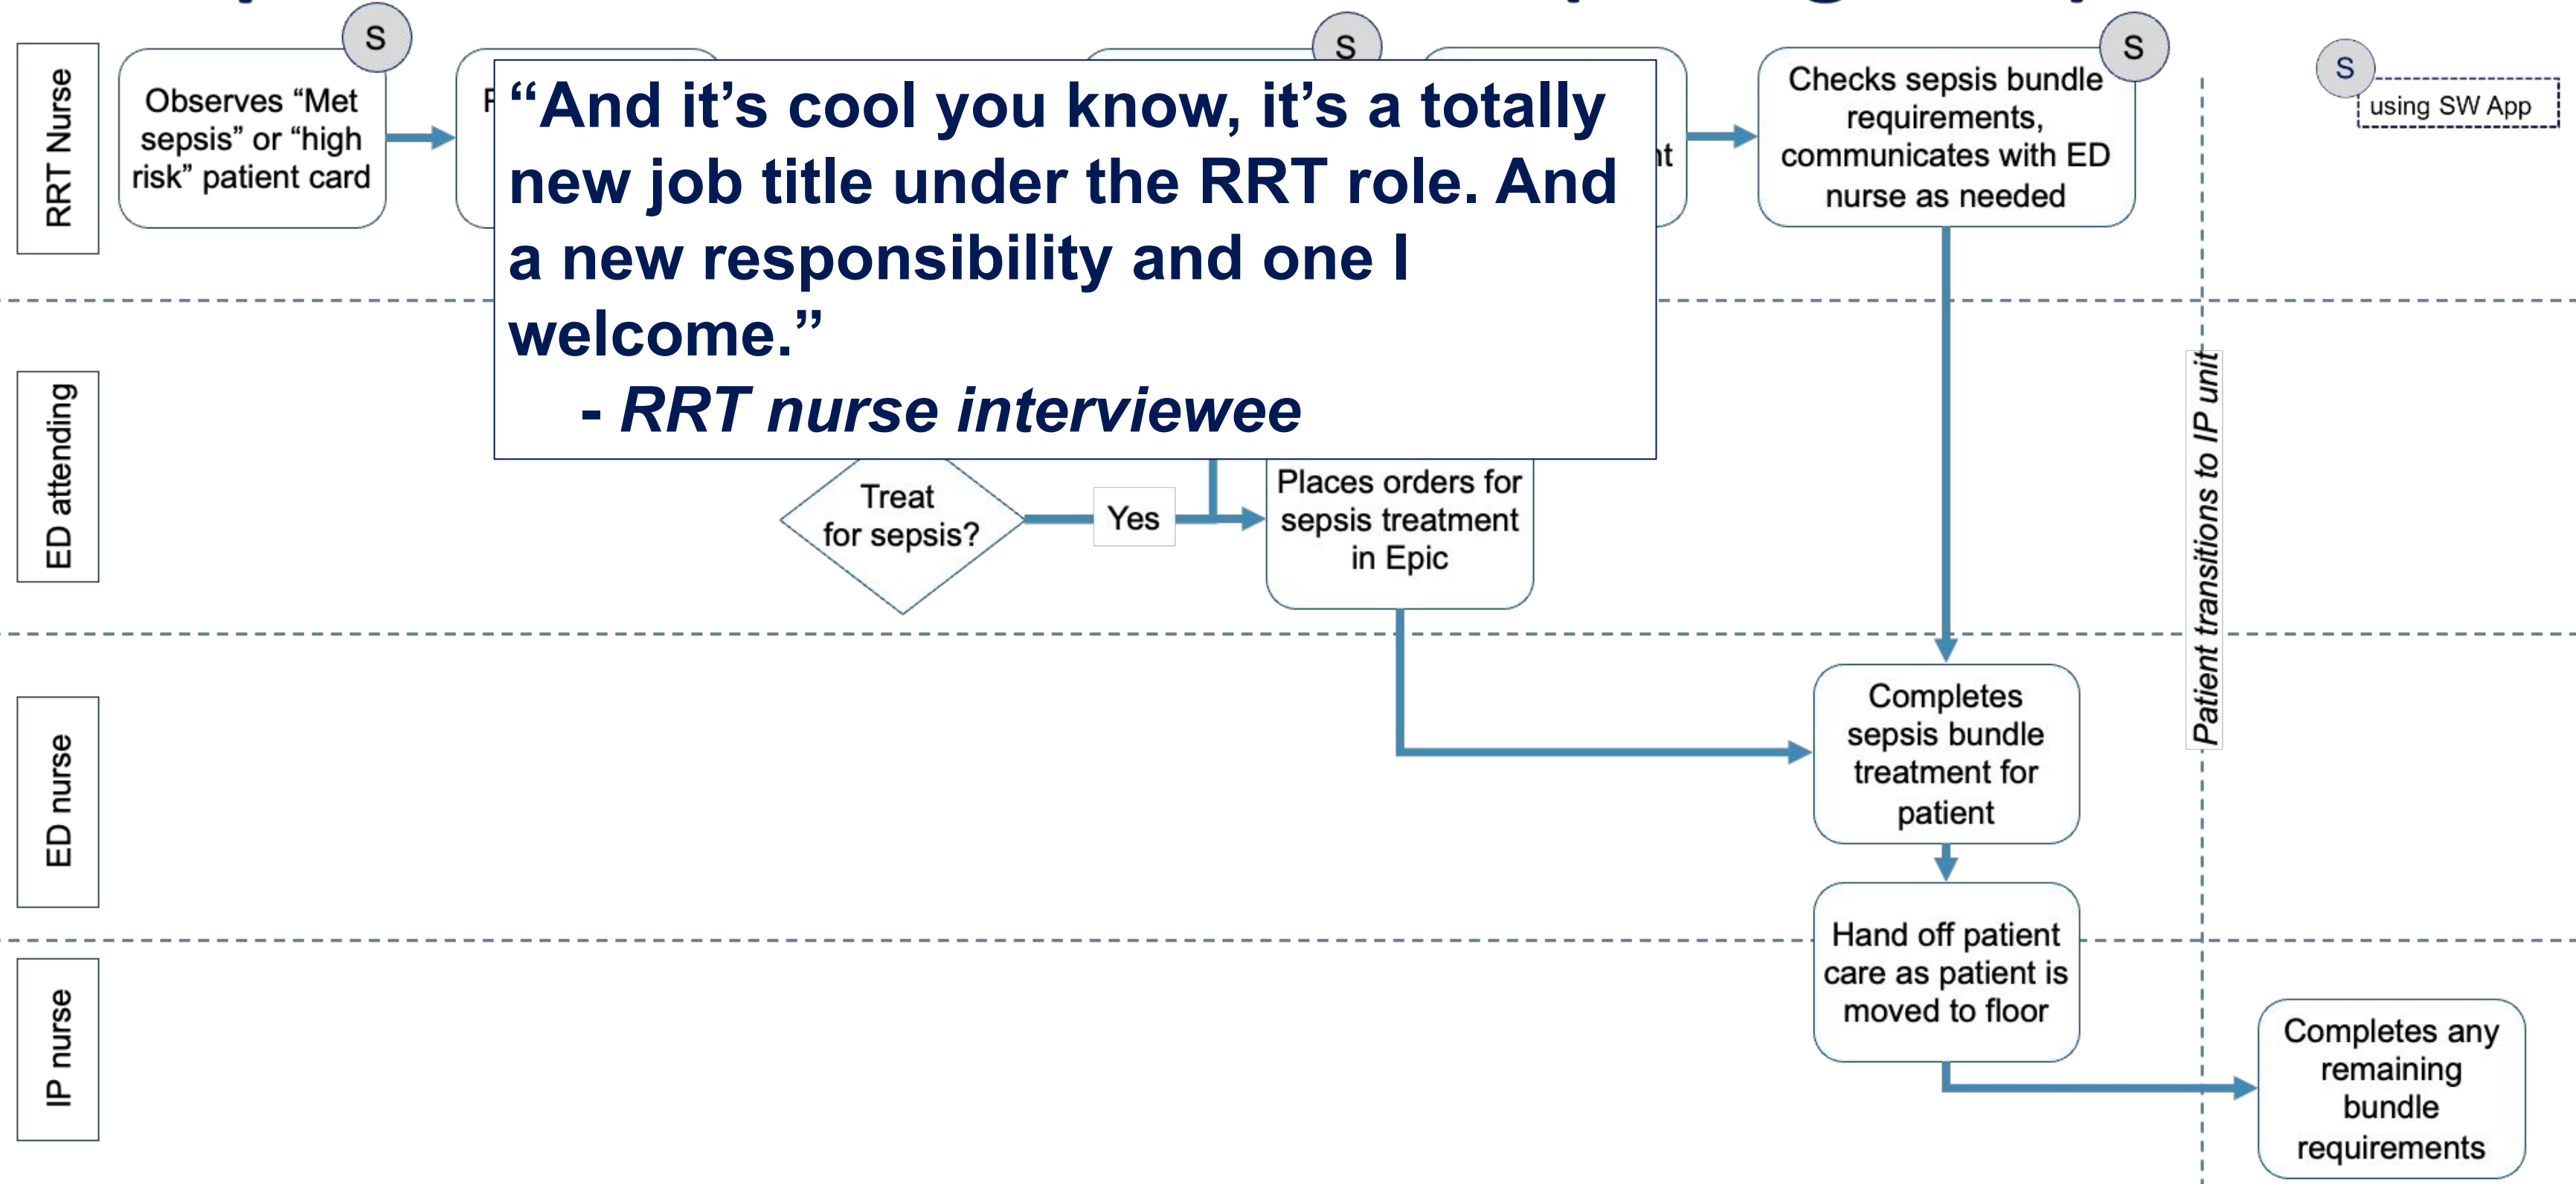 S
S
S
S
using SW App
RRT Nurse
Observes “Met
sepsis” or “high
risk” patient card
“And it’s cool you know, it’s a totally
new job title under the RRT role. And
a new responsibility and one I
welcome.”
- RRT nurse interviewee
Checks sepsis bundle
requirements,
communicates with ED
nurse as needed
ED attending
Treat
for sepsis?
Yes
Places orders for
sepsis treatment
in Epic
Patient transitions to IP unit
ED nurse
Completes
sepsis bundle
treatment for
patient
Hand off patient
care as patient is
moved to floor
IP nurse
Completes any
remaining
bundle
requirements